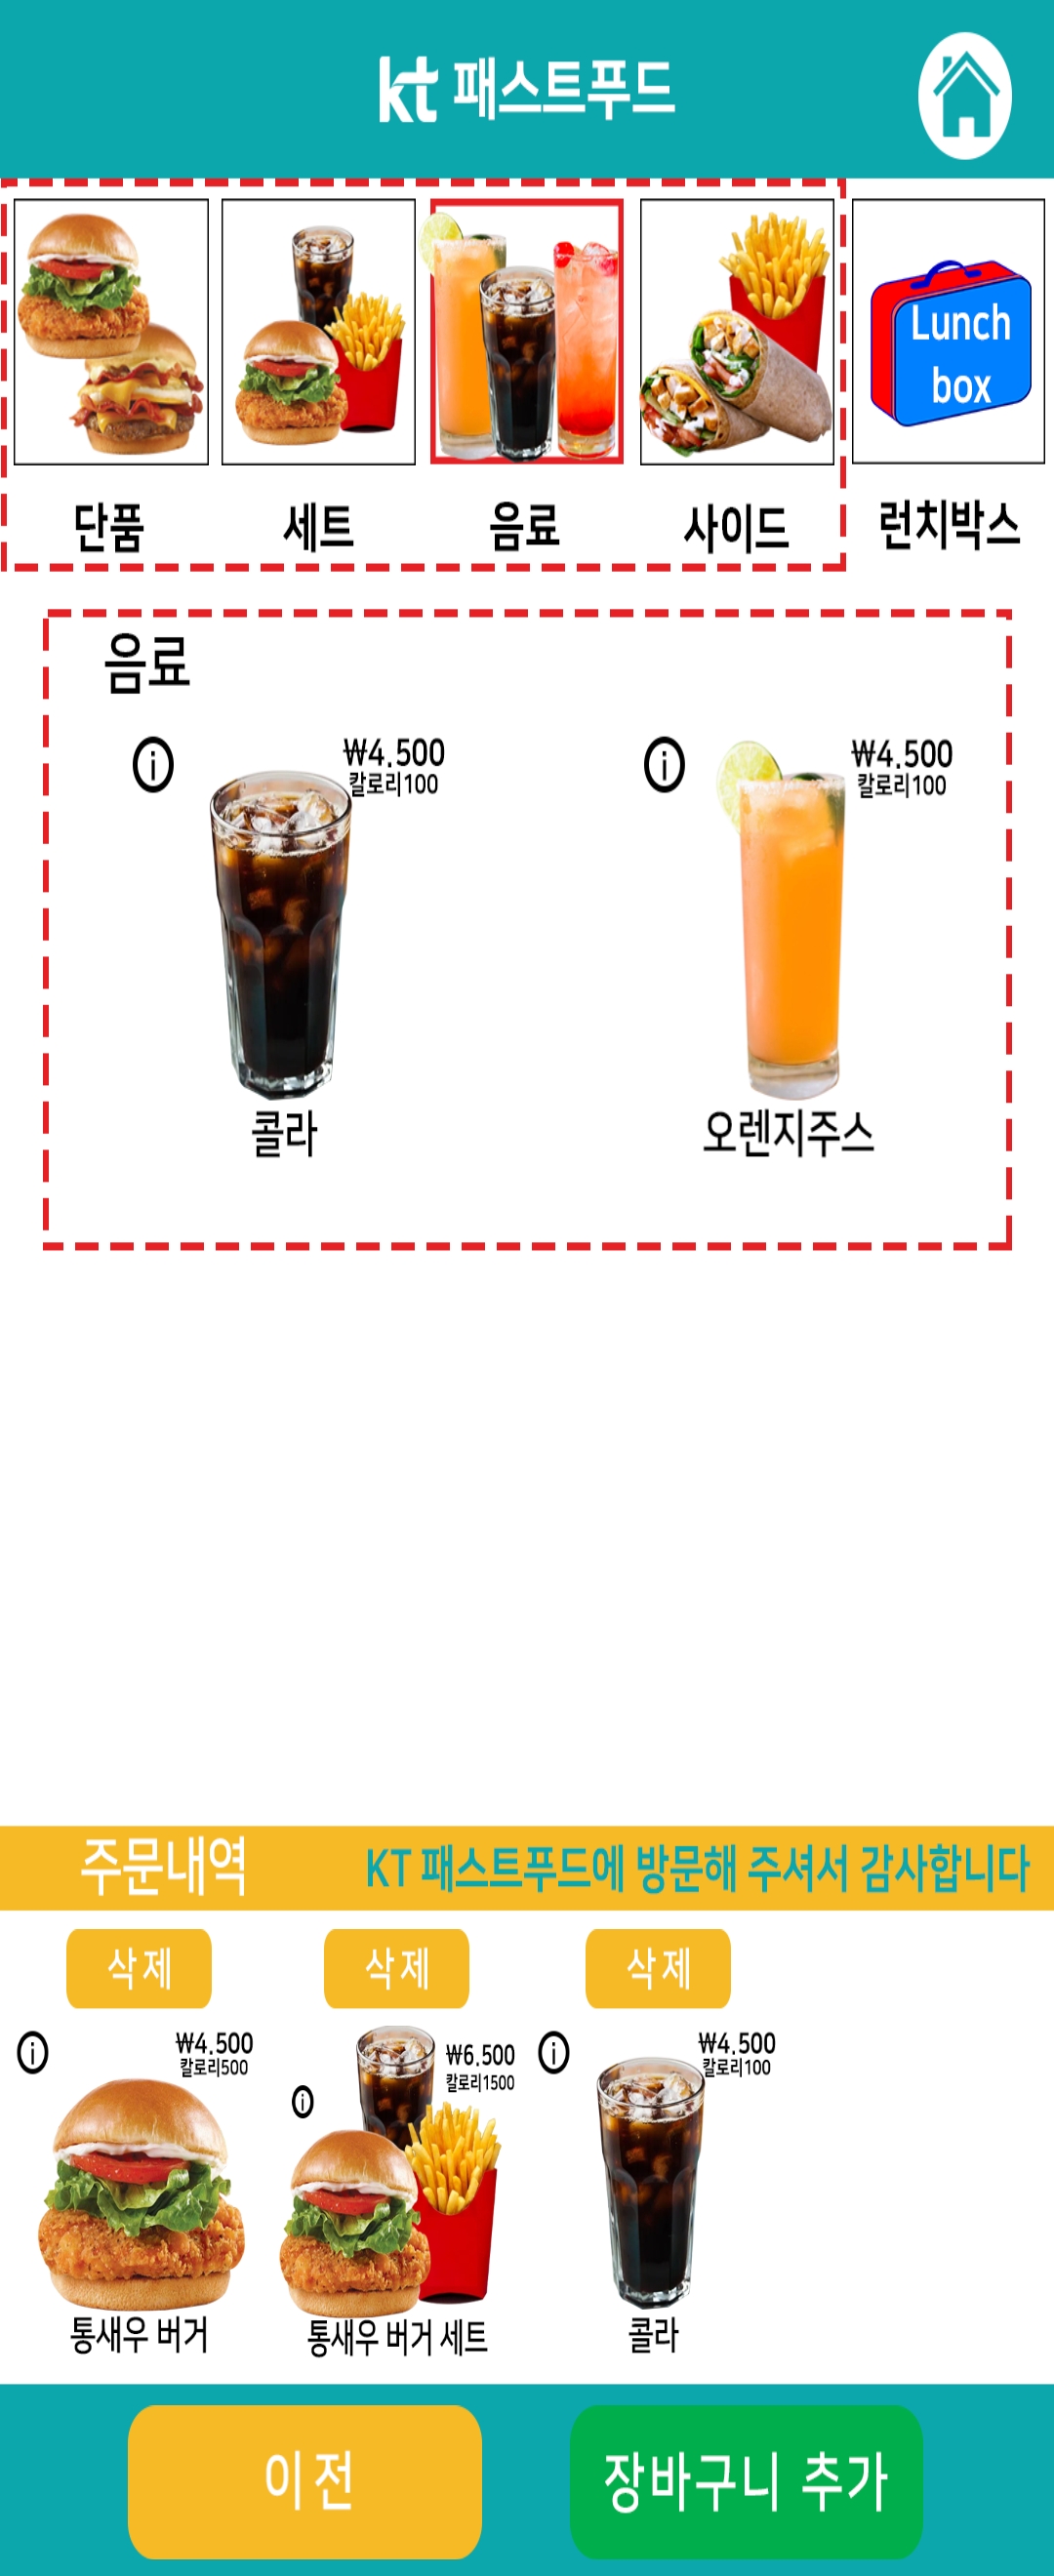 kt 패스트푸드
Lunch
box
단품 세트 음료 사이드 런치박스
음료
i ₩4.500 i ₩4.500
칼로리100 칼로리100
콜라 오렌지주스
주문내역 KT 패스트푸드에 방문해 주셔서 감사합니다
삭제 삭제 삭제
i ₩4.500
칼로리500
i ₩6.500
칼로리1500
i ₩4.500
칼로리100
통새우 버거 통새우 버거 세트 콜라
이전 장바구니 추가